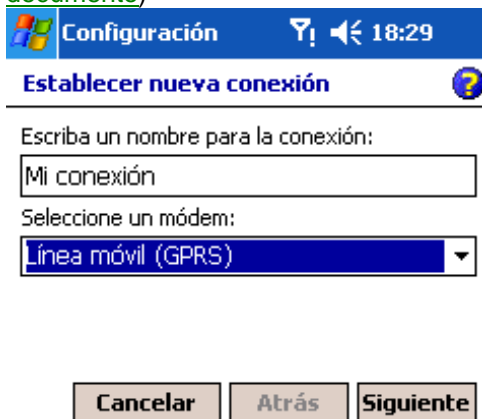 documento)
Configuración 18:29
Establecer nueva conexión
Escriba un nombre para la conexión:
Mi conexión
Seleccione un módem:
Línea móvil (GPRS)
Cancelar Atrás Siguiente